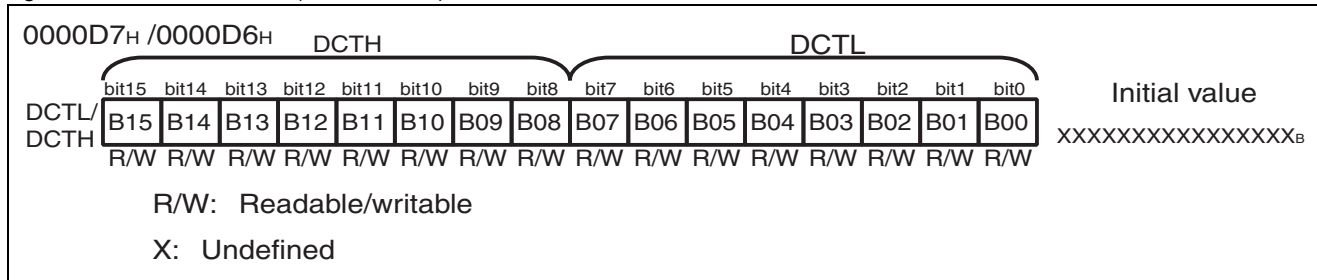 0000D7H /0000D6H DCTH DCTL
bit15 bit14 bit13 bit12 bit11 bit10 bit9 bit8 bit7 bit6 bit5 bit4 bit3 bit2 bit1 bit0 Initial value
DCTL/DCTH B15 B14 B13 B12 B11 B10 B09 B08 B07 B06 B05 B04 B03 B02 B01 B00 XXXXXXXXXXXXXXXXB
R/W R/W R/W R/W R/W R/W R/W R/W R/W R/W R/W R/W R/W R/W R/W R/W
R/W: Readable/writable
X: Undefined